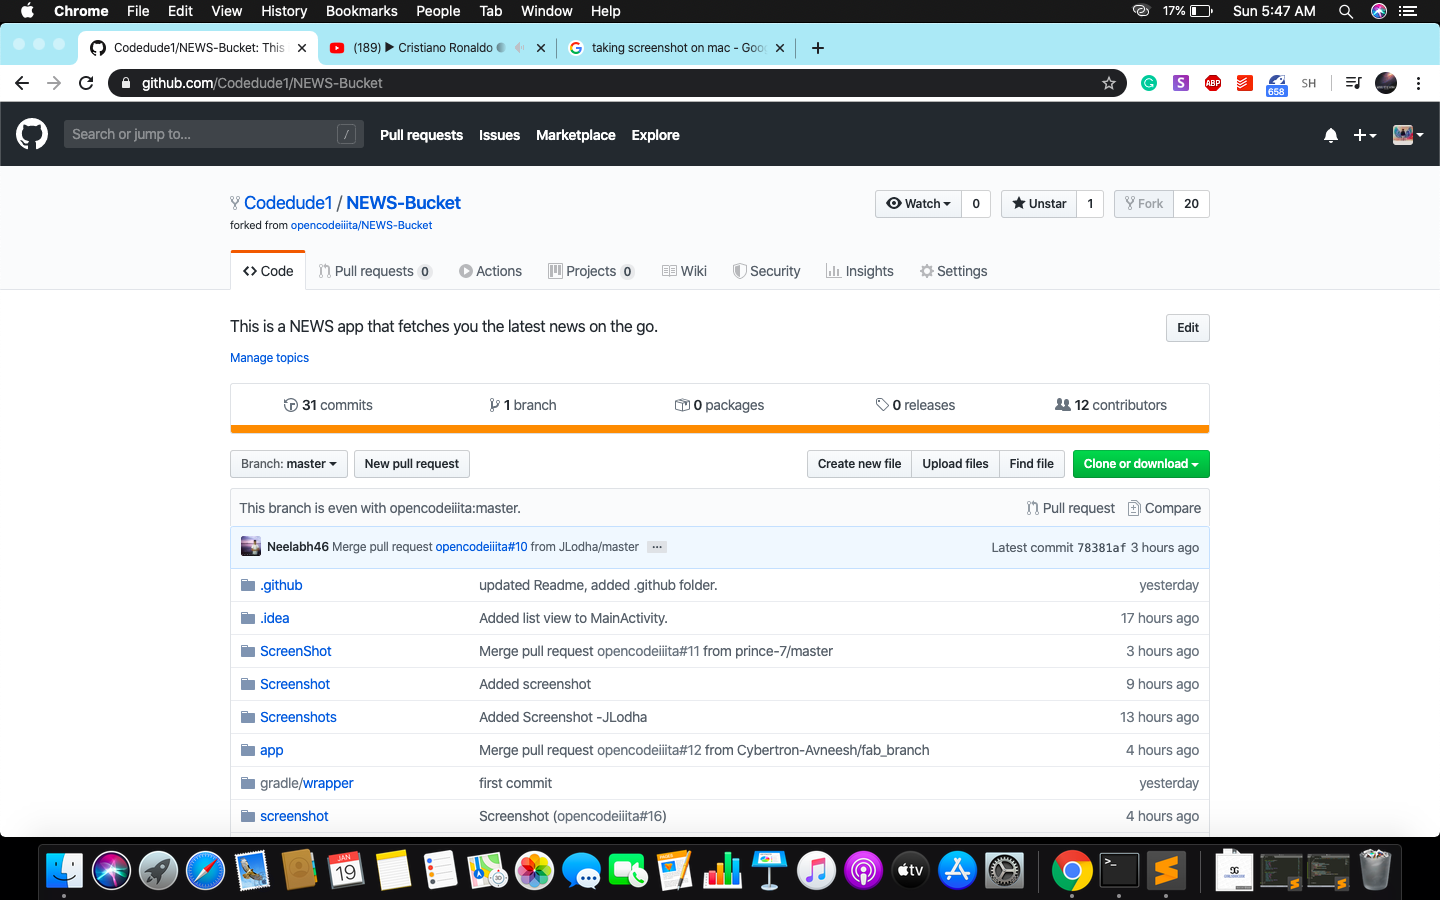 Chrome File Edit View History Bookmarks People Tab Window Help 17% Sun 5:47 AM
Codedude1/NEWS-Bucket: This (189) ▶ Cristiano Ronaldo taking screenshot on mac - Goo
github.com/Codedude1/NEWS-Bucket S ABP 658 SH
Search or jump to... / Pull requests Issues Marketplace Explore
Codedude1 / NEWS-Bucket Watch 0 Unstar 1 Fork 20
forked from opencodeiiita/NEWS-Bucket
Code Pull requests 0 Actions Projects 0 Wiki Security Insights Settings
This is a NEWS app that fetches you the latest news on the go. Edit
Manage topics
31 commits 1 branch 0 packages 0 releases 12 contributors
Branch: master New pull request Create new file Upload files Find file Clone or download
This branch is even with opencodeiiita:master. Pull request Compare
Neelabh46 Merge pull request opencodeiiita#10 from JLodha/master ... Latest commit 78381af 3 hours ago
.github updated Readme, added .github folder. yesterday
.idea Added list view to MainActivity. 17 hours ago
ScreenShot Merge pull request opencodeiiita#11 from prince-7/master 3 hours ago
Screenshot Added screenshot 9 hours ago
Screenshots Added Screenshot -JLodha 13 hours ago
app Merge pull request opencodeiiita#12 from Cybertron-Avneesh/fab_branch 4 hours ago
gradle/wrapper first commit yesterday
screenshot Screenshot (opencodeiiita#16) 4 hours ago
JAN 19 tv